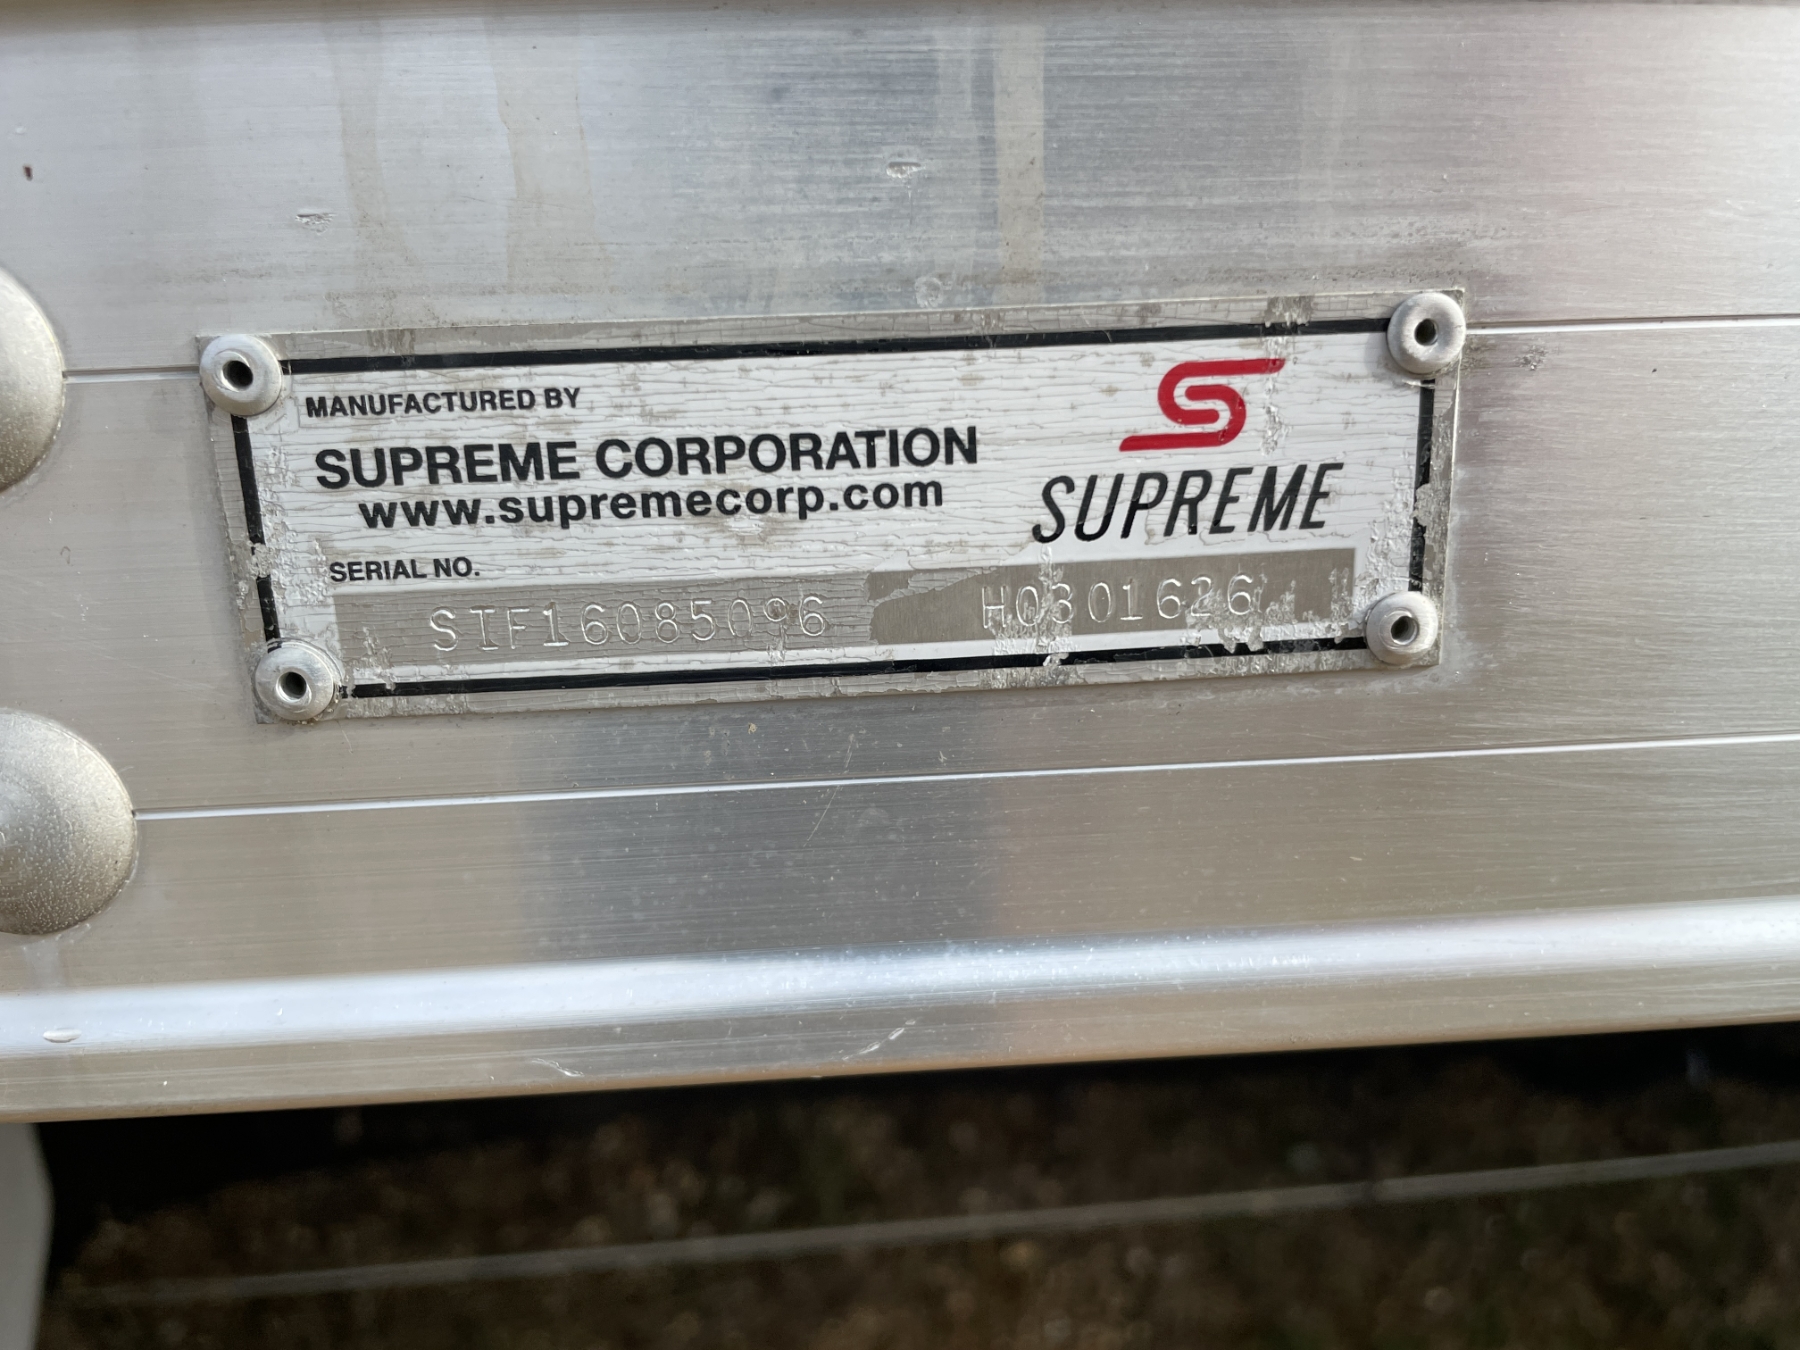 MANUFACTURED BY
SUPREME CORPORATION
www.supremecorp.com
SUPREME
SERIAL NO.
SIF16085096 H0301626